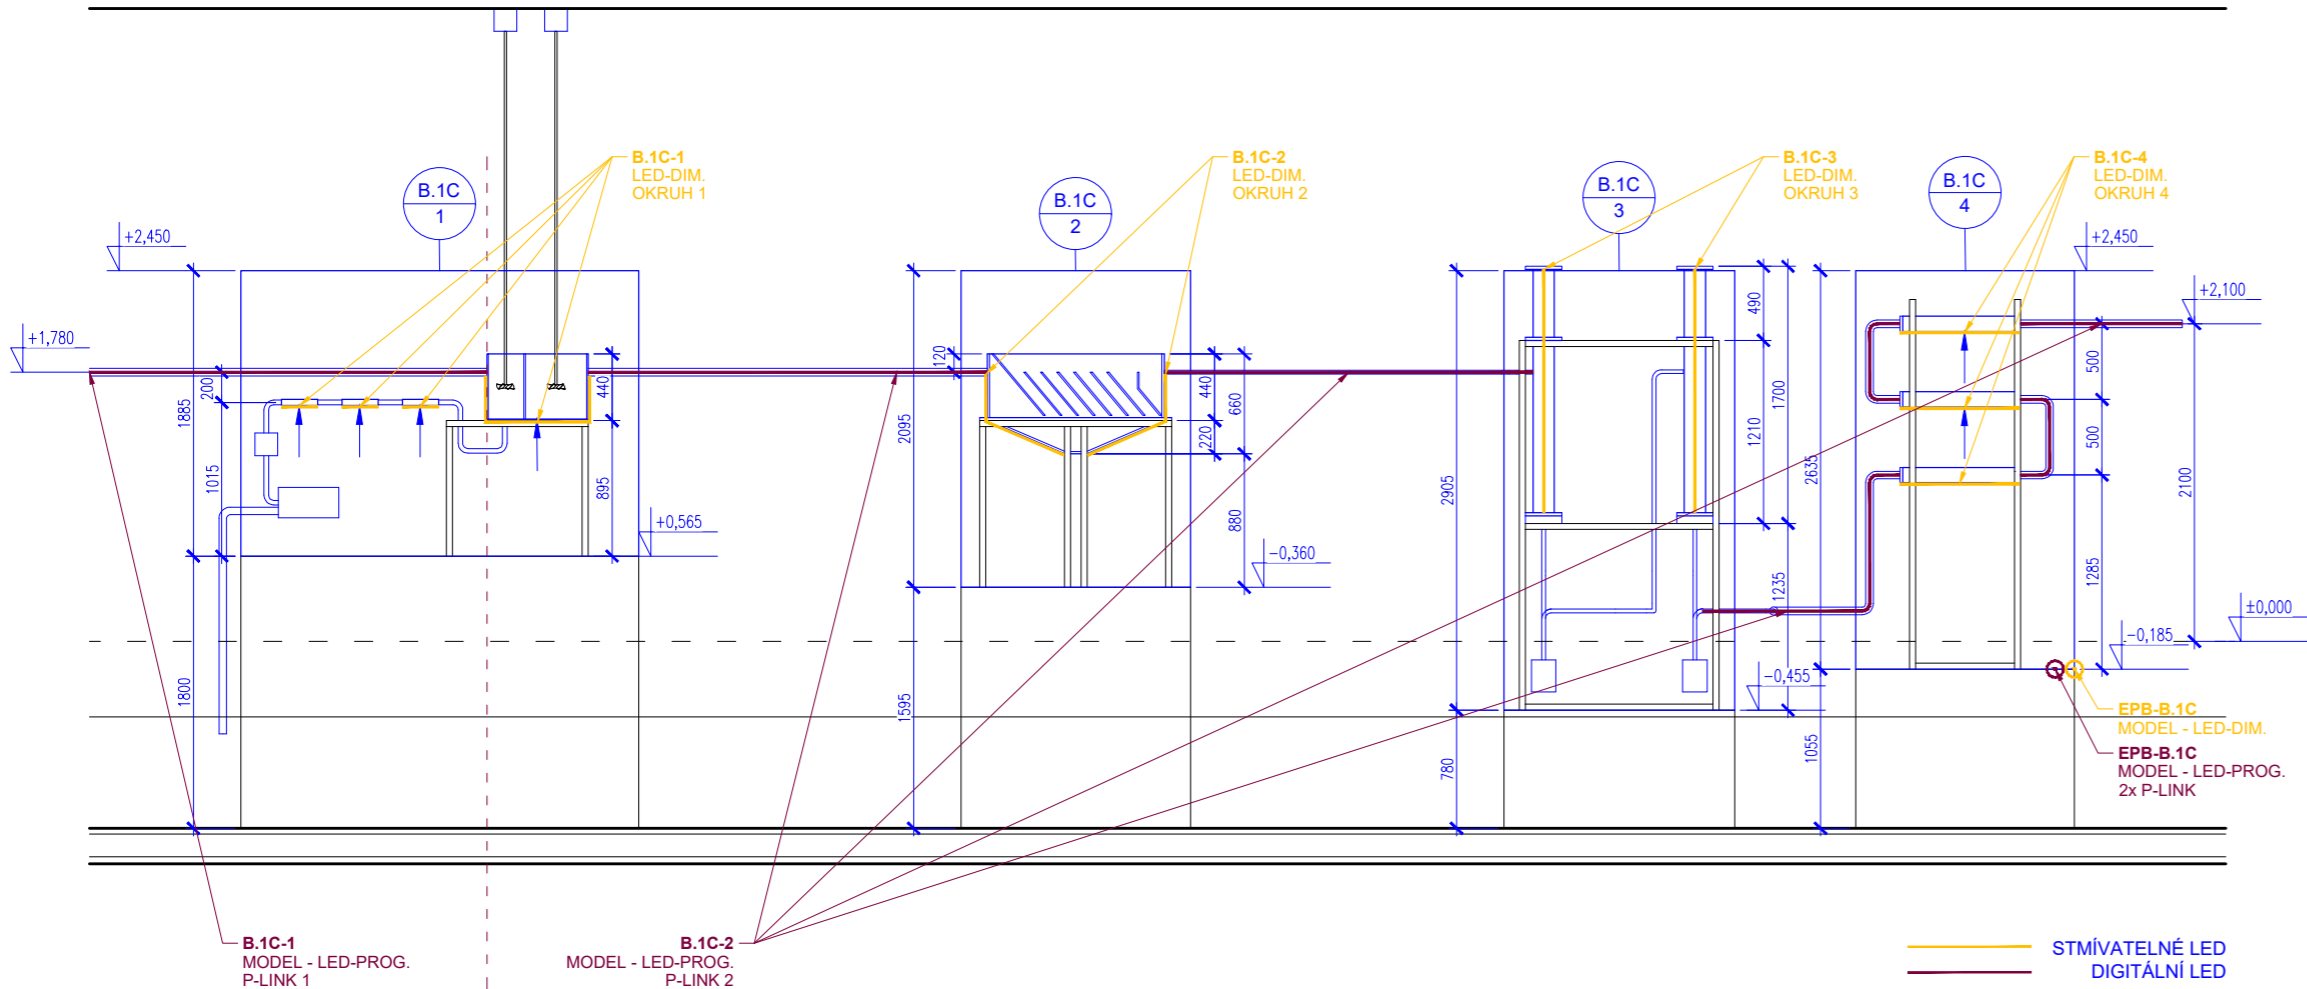 B.1C-1
LED-DIM.
OKRUH 1
B.1C-2
LED-DIM.
OKRUH 2
B.1C-3
LED-DIM.
OKRUH 3
B.1C-4
LED-DIM.
OKRUH 4
B.1C
1
B.1C
2
B.1C
3
B.1C
4
+2,450
+2,450
+2,100
+1,780
200
1885
1015
440
895
+0,565
1800
120
2095
440
660
220
880
-0,360
1595
490
1700
1210
2905
1235
-0,455
780
2635
500
500
2100
1285
±0,000
-0,185
1055
EPB-B.1C
MODEL - LED-DIM.
EPB-B.1C
MODEL - LED-PROG.
2x P-LINK
B.1C-1
MODEL - LED-PROG.
P-LINK 1
B.1C-2
MODEL - LED-PROG.
P-LINK 2
STMÍVATELNÉ LED
DIGITÁLNÍ LED